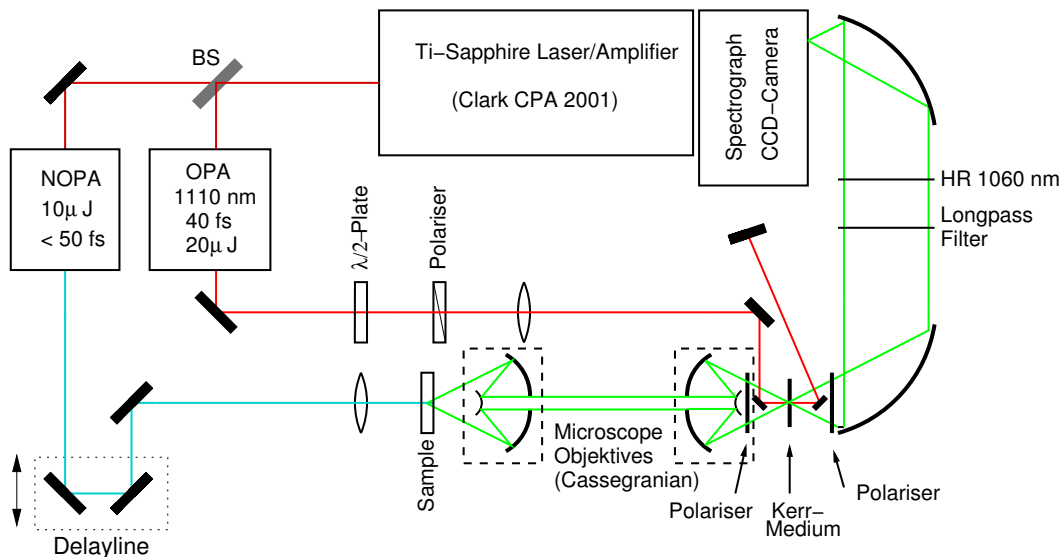 BS
Ti−Sapphire Laser/Amplifier
(Clark CPA 2001)
Spectrograph
CCD−Camera
NOPA
10μ J
< 50 fs
OPA
1110 nm
40 fs
20μ J
λ/2−Plate
Polariser
HR 1060 nm
Longpass
Filter
Sample
Microscope
Objektives
(Cassegranian)
Polariser
Kerr−
Medium
Polariser
Delayline